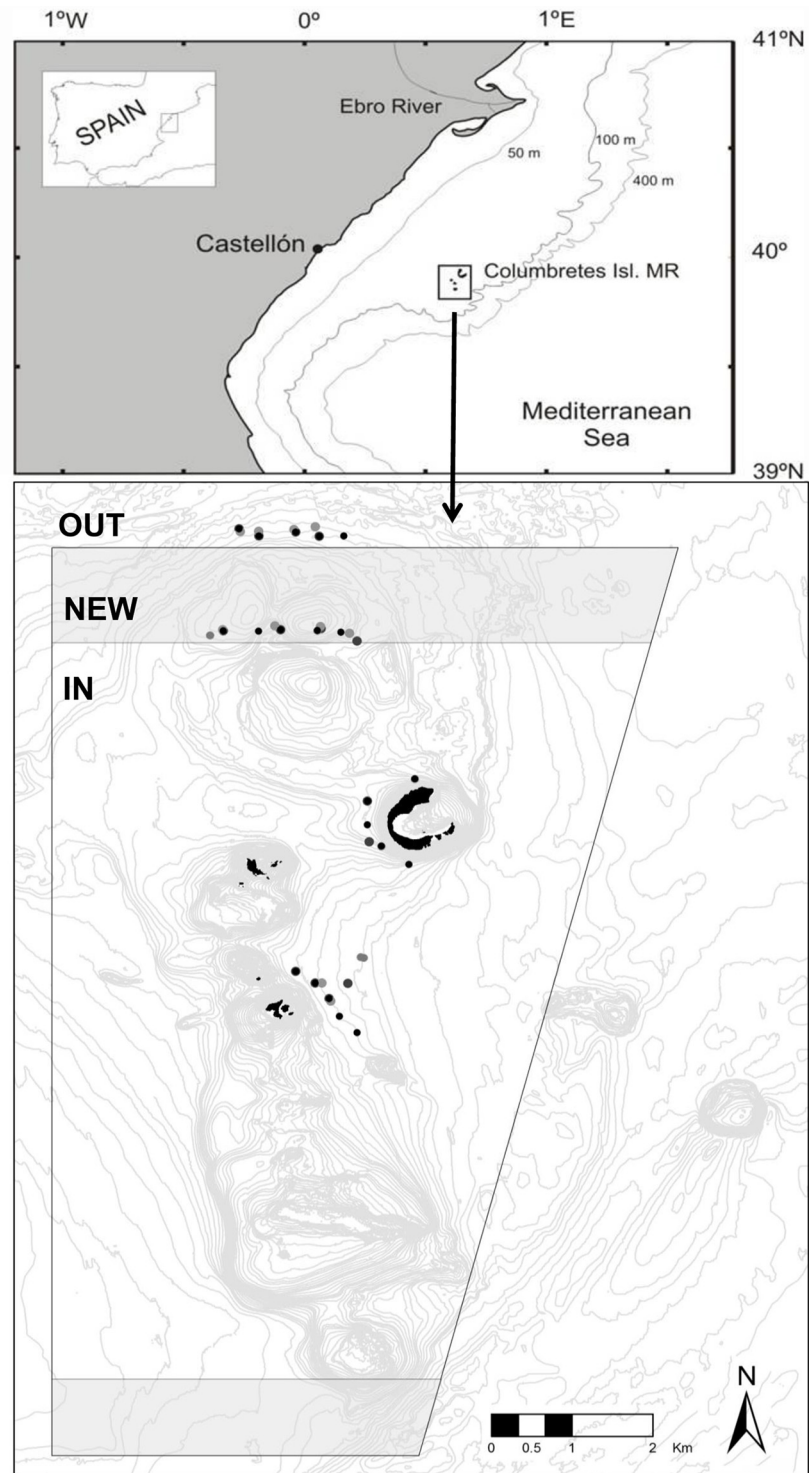 1ºW 0º 1ºE
41ºN
SPAIN
Ebro River
50 m
100 m
400 m
Castellón
40º
Columbretes Isl. MR
Mediterranean
Sea
39ºN
OUT
NEW
IN
N
0 0.5 1 2 Km